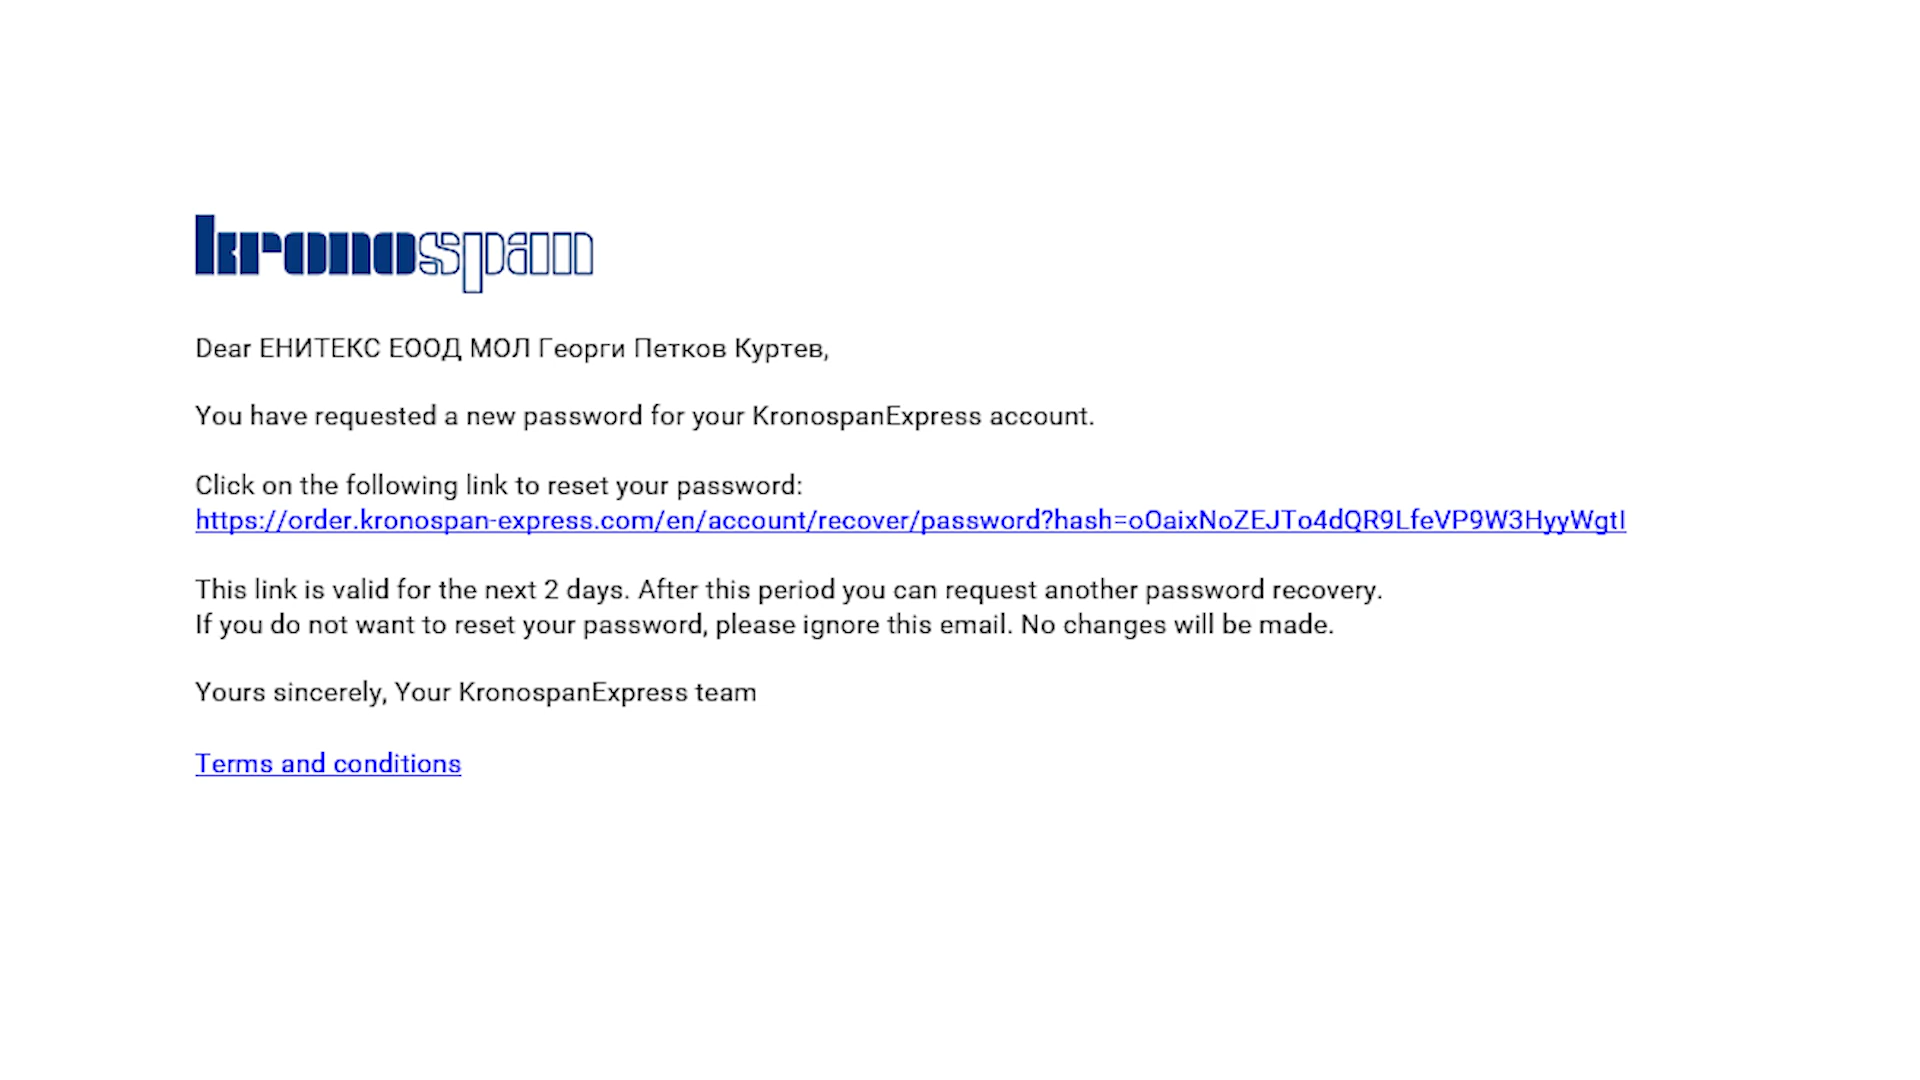 kronospan
Dear ЕНИТЕКС ЕООД МОЛ Георги Петков Куртев,
You have requested a new password for your KronospanExpress account.
Click on the following link to reset your password:
https://order.kronospan-express.com/en/account/recover/password?hash=oOaixNoZEJTo4dQR9LfeVP9W3HyyWgtI
This link is valid for the next 2 days. After this period you can request another password recovery.
If you do not want to reset your password, please ignore this email. No changes will be made.
Yours sincerely, Your KronospanExpress team
Terms and conditions